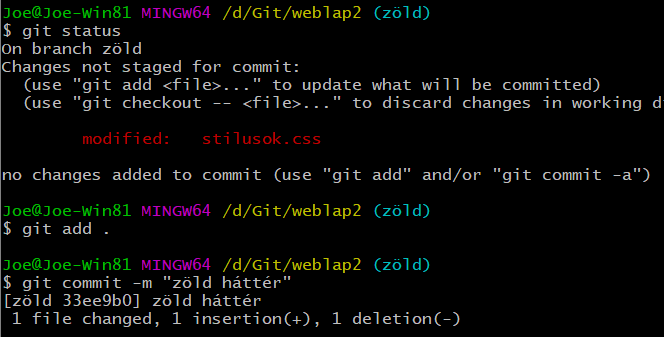 Joe@Joe-Win81 MINGW64 /d/Git/weblap2 (zöld)
$ git status
On branch zöld
Changes not staged for commit:
  (use "git add <file>..." to update what will be committed)
  (use "git checkout -- <file>..." to discard changes in working
        modified:   stilusok.css
no changes added to commit (use "git add" and/or "git commit -a")
Joe@Joe-Win81 MINGW64 /d/Git/weblap2 (zöld)
$ git add .
Joe@Joe-Win81 MINGW64 /d/Git/weblap2 (zöld)
$ git commit -m "zöld háttér"
[zöld 33ee9b0] zöld háttér
 1 file changed, 1 insertion(+), 1 deletion(-)